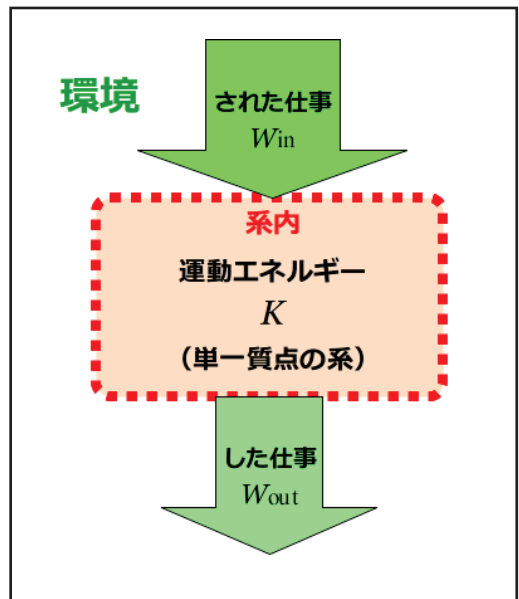 環境
された仕事
Win
系内
運動エネルギー
K
（単一質点の系）
した仕事
Wout